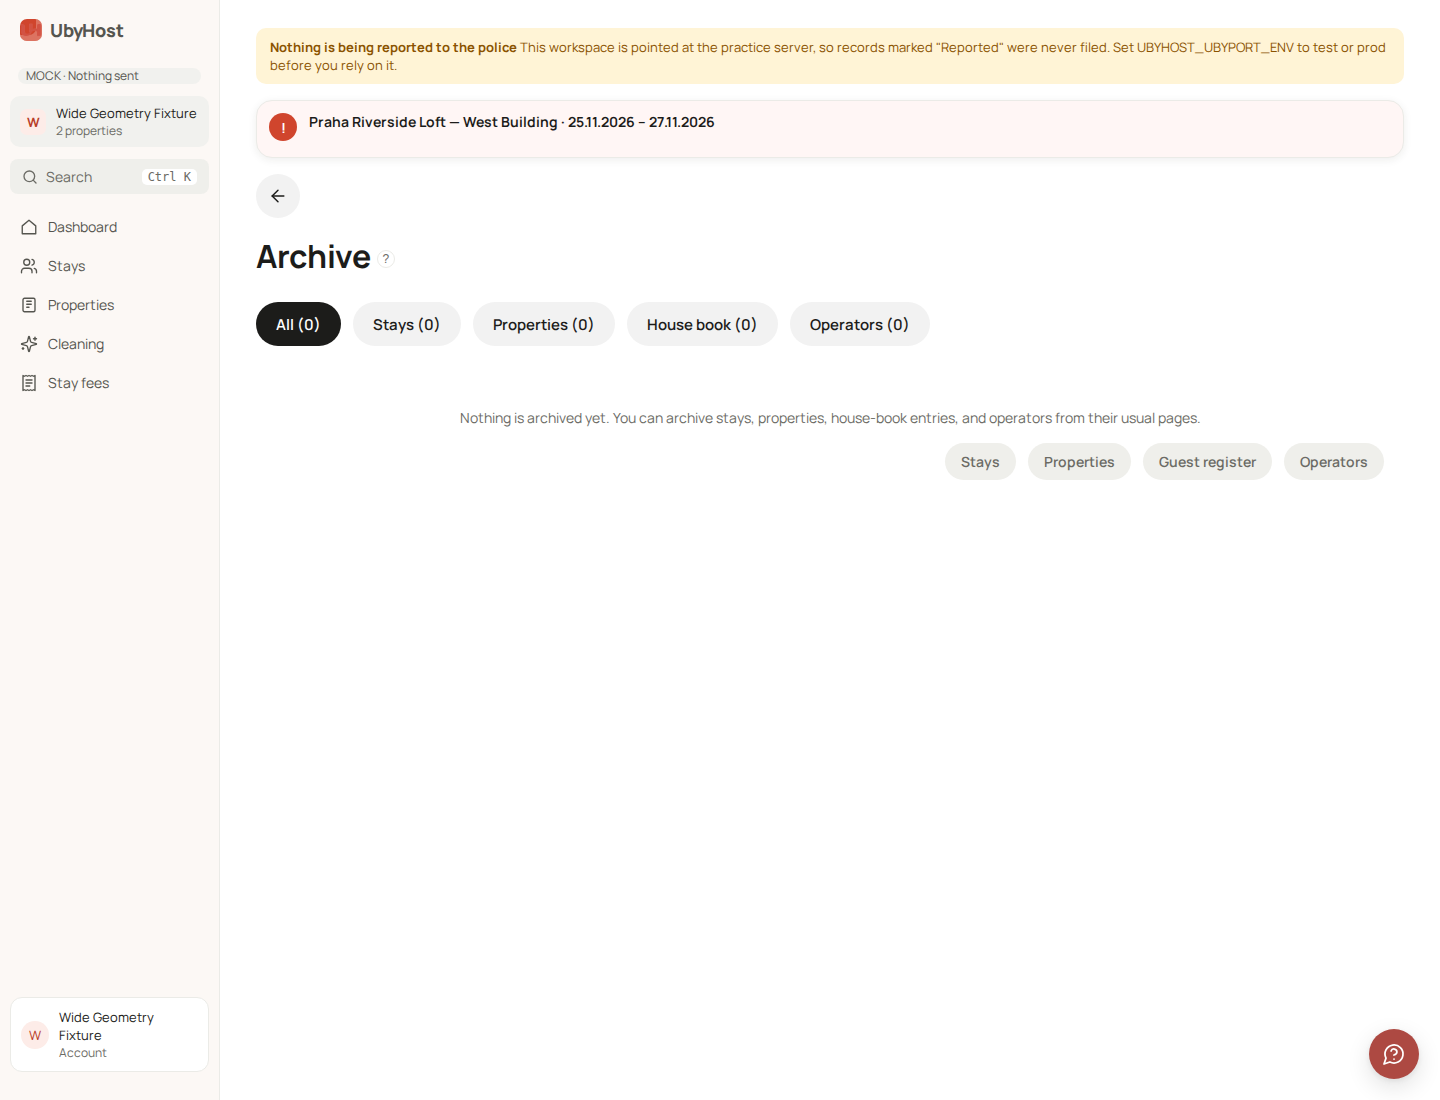 UbyHost
MOCK · Nothing sent
W
Wide Geometry Fixture
2 properties
Search
Ctrl K
Dashboard
Stays
Properties
Cleaning
Stay fees
W
Wide Geometry
Fixture
Account
Nothing is being reported to the police This workspace is pointed at the practice server, so records marked "Reported" were never filed. Set UBYHOST_UBYPORT_ENV to test or prod
before you rely on it.
!
Praha Riverside Loft — West Building · 25.11.2026 – 27.11.2026
Archive ?
All (0)
Stays (0)
Properties (0)
House book (0)
Operators (0)
Nothing is archived yet. You can archive stays, properties, house-book entries, and operators from their usual pages.
Stays
Properties
Guest register
Operators